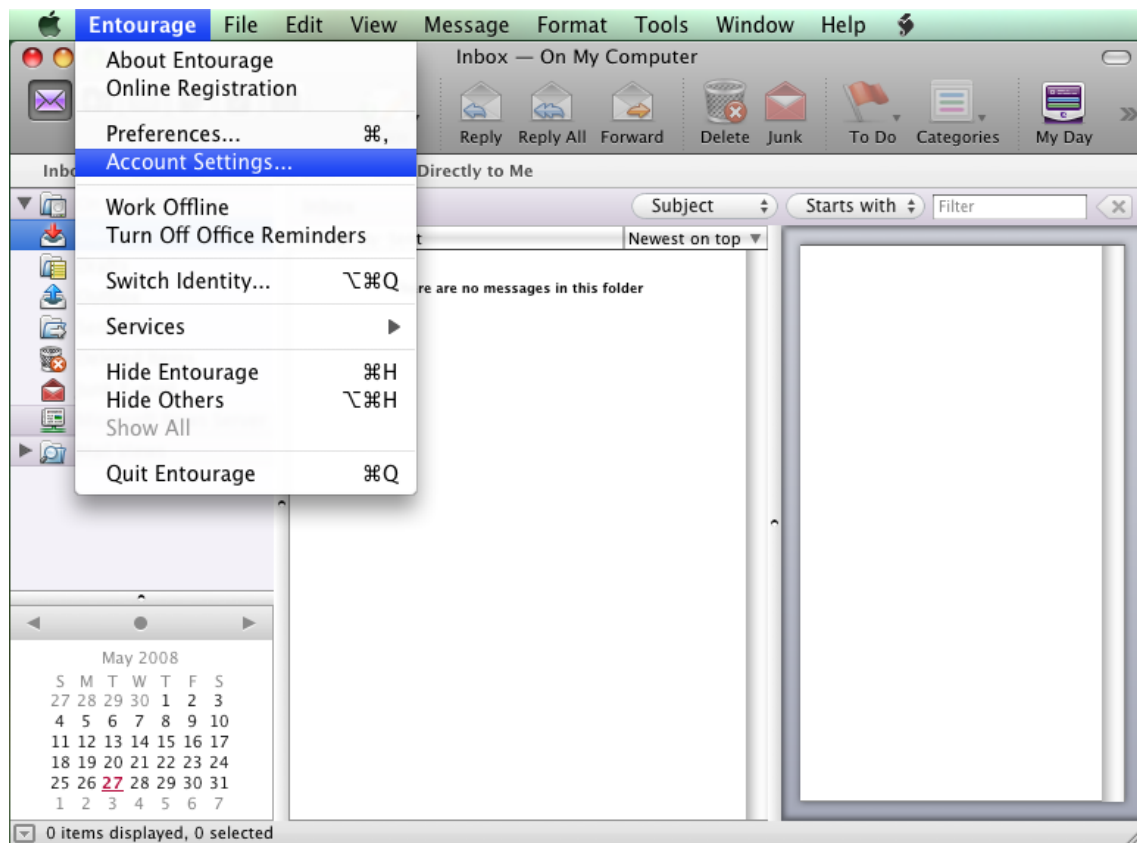 Entourage File Edit View Message Format Tools Window Help
Inbox — On My Computer
About Entourage
Online Registration
Preferences... ⌘,
Account Settings...
Work Offline
Turn Off Office Reminders
Switch Identity... ⌥⌘Q
Services ▶
Hide Entourage ⌘H
Hide Others ⌥⌘H
Show All
Quit Entourage ⌘Q
Reply Reply All Forward Delete Junk To Do Categories My Day
Directly to Me
Subject Starts with Filter
Newest on top
are no messages in this folder
May 2008
S M T W T F S
27 28 29 30 1 2 3
4 5 6 7 8 9 10
11 12 13 14 15 16 17
18 19 20 21 22 23 24
25 26 27 28 29 30 31
1 2 3 4 5 6 7
0 items displayed, 0 selected